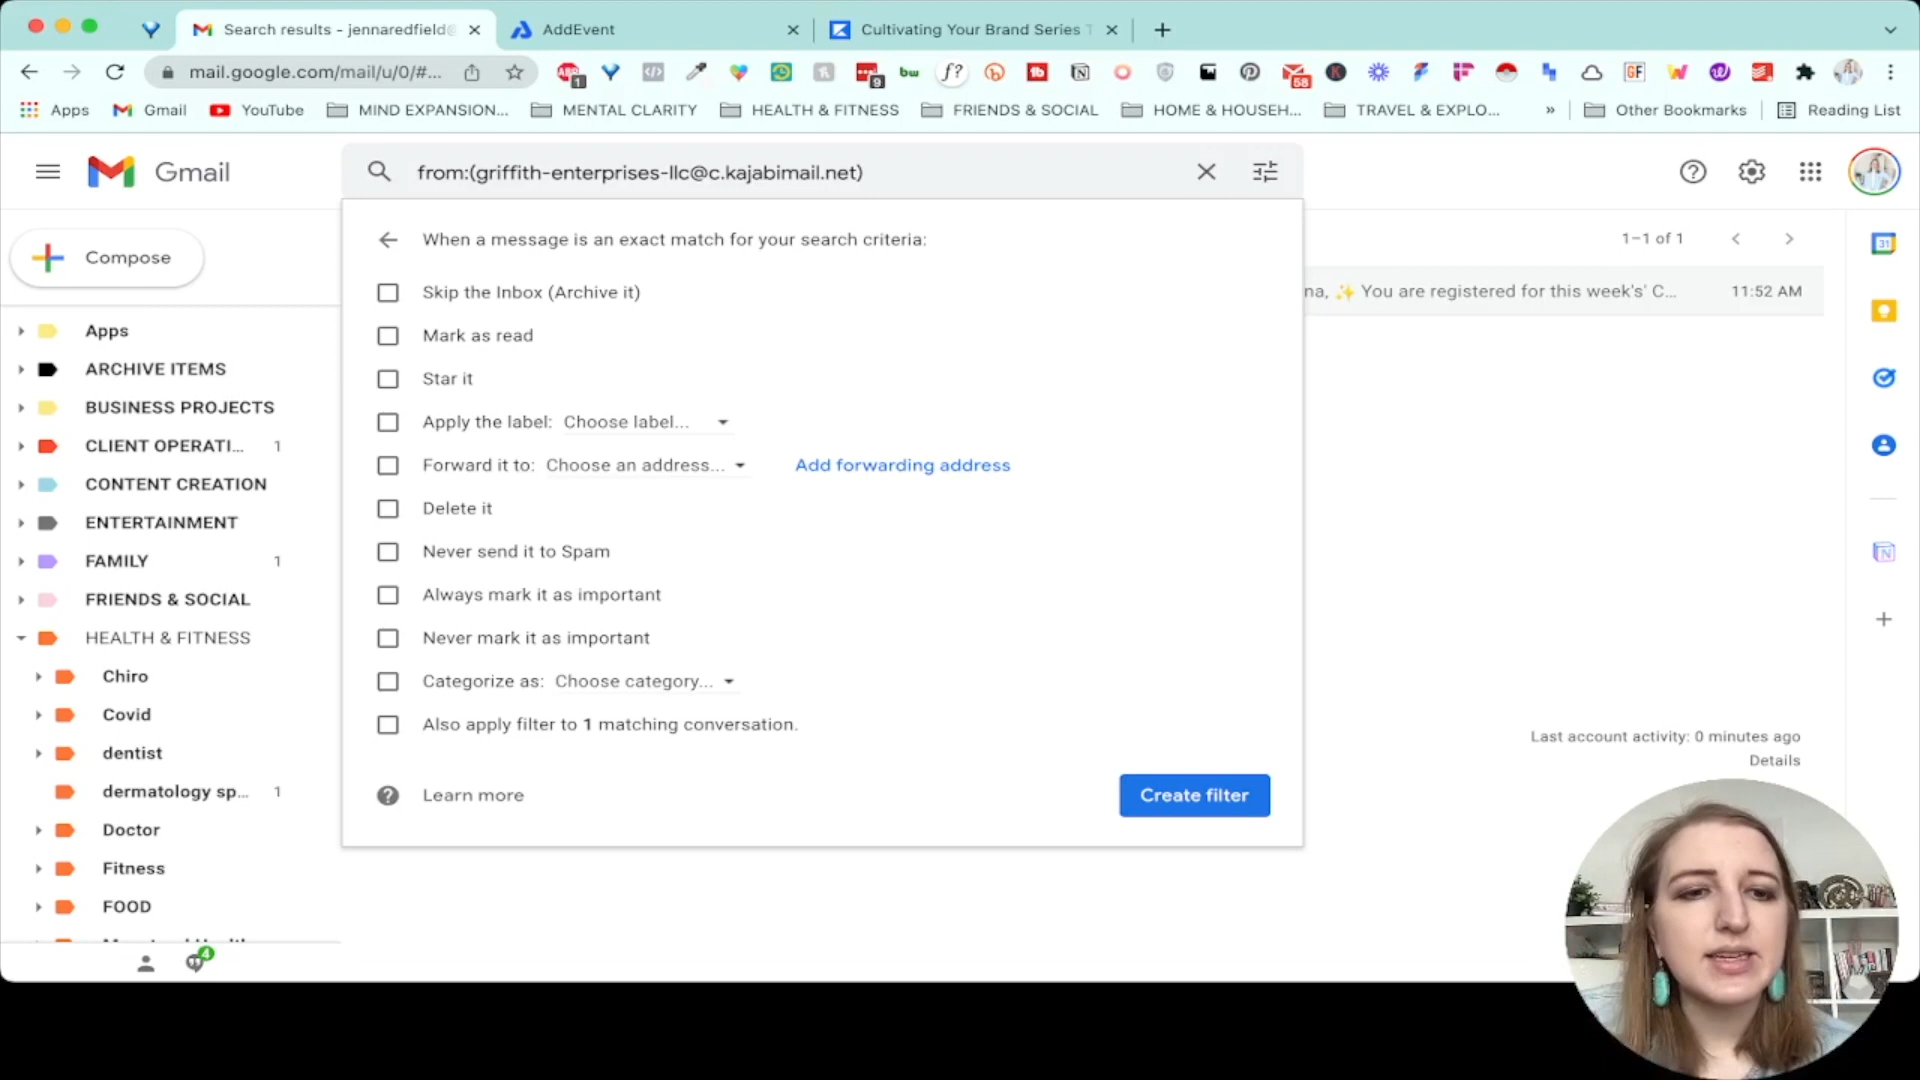 Search results - jennaredfield@
AddEvent
Cultivating Your Brand Series T
mail.google.com/mail/u/0/#...
ABP
1
9
bw
f?
58
GF
Apps
Gmail
YouTube
MIND EXPANSION...
MENTAL CLARITY
HEALTH & FITNESS
FRIENDS & SOCIAL
HOME & HOUSEH...
TRAVEL & EXPLO...
»
Other Bookmarks
Reading List
Gmail
from:(griffith-enterprises-llc@c.kajabimail.net)
Compose
Apps
ARCHIVE ITEMS
BUSINESS PROJECTS
CLIENT OPERATI... 1
CONTENT CREATION
ENTERTAINMENT
FAMILY 1
FRIENDS & SOCIAL
HEALTH & FITNESS
Chiro
Covid
dentist
dermatology sp... 1
Doctor
Fitness
FOOD
4
When a message is an exact match for your search criteria:
Skip the Inbox (Archive it)
Mark as read
Star it
Apply the label: Choose label...
Forward it to: Choose an address... Add forwarding address
Delete it
Never send it to Spam
Always mark it as important
Never mark it as important
Categorize as: Choose category...
Also apply filter to 1 matching conversation.
Learn more
Create filter
1–1 of 1
na, ✨ You are registered for this week's' C... 11:52 AM
31
Last account activity: 0 minutes ago
Details